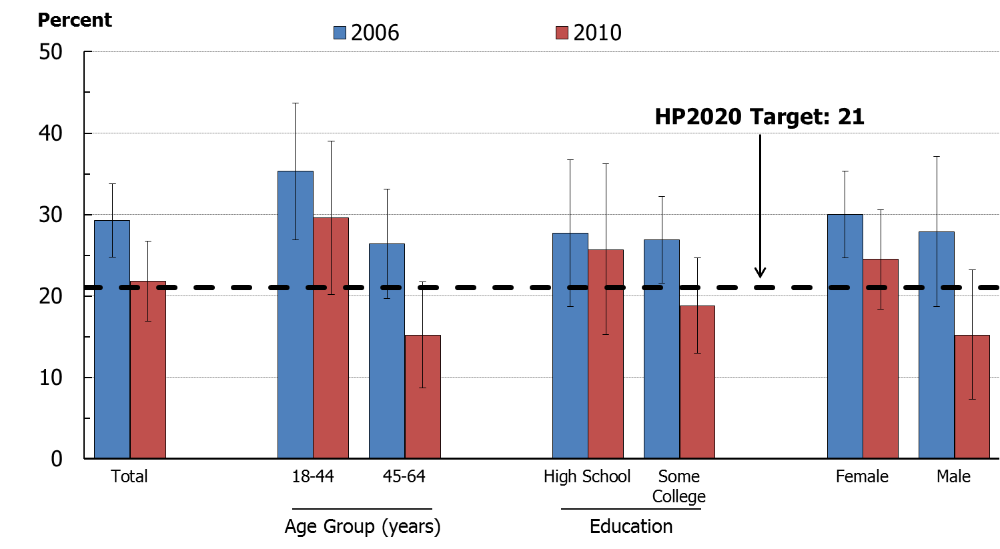 Percent
2006 2010
50
40
30
20
10
0
HP2020 Target: 21
Total 18-44 45-64 High School Some Female Male
College
Age Group (years) Education